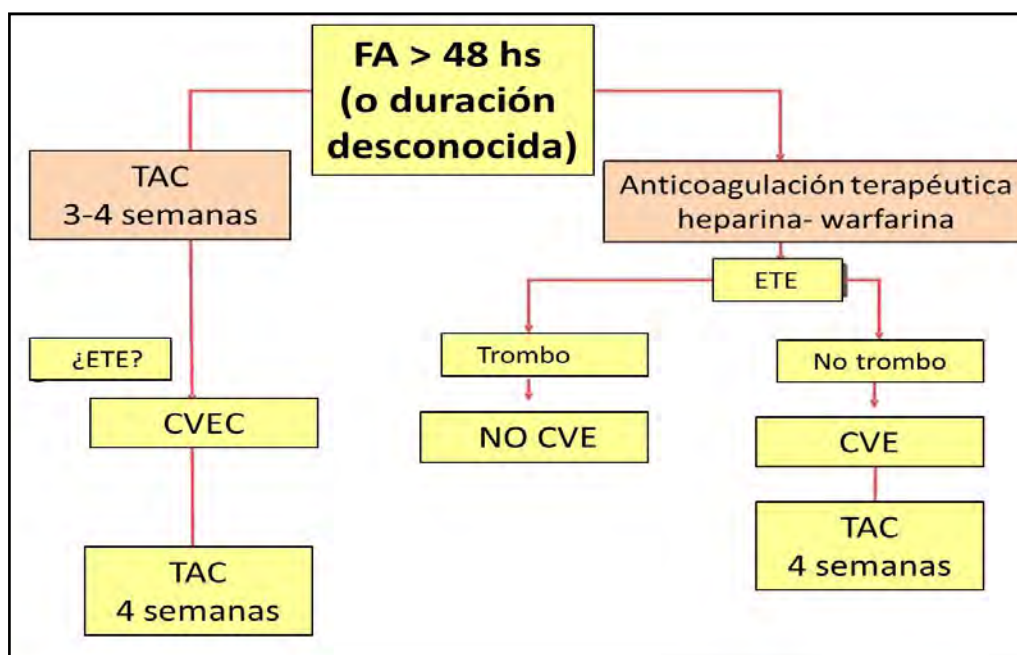 FA > 48 hs
(o duración
desconocida)
TAC
3-4 semanas
¿ETE?
CVEC
TAC
4 semanas
Anticoagulación terapéutica
heparina- warfarina
ETE
Trombo
NO CVE
No trombo
CVE
TAC
4 semanas